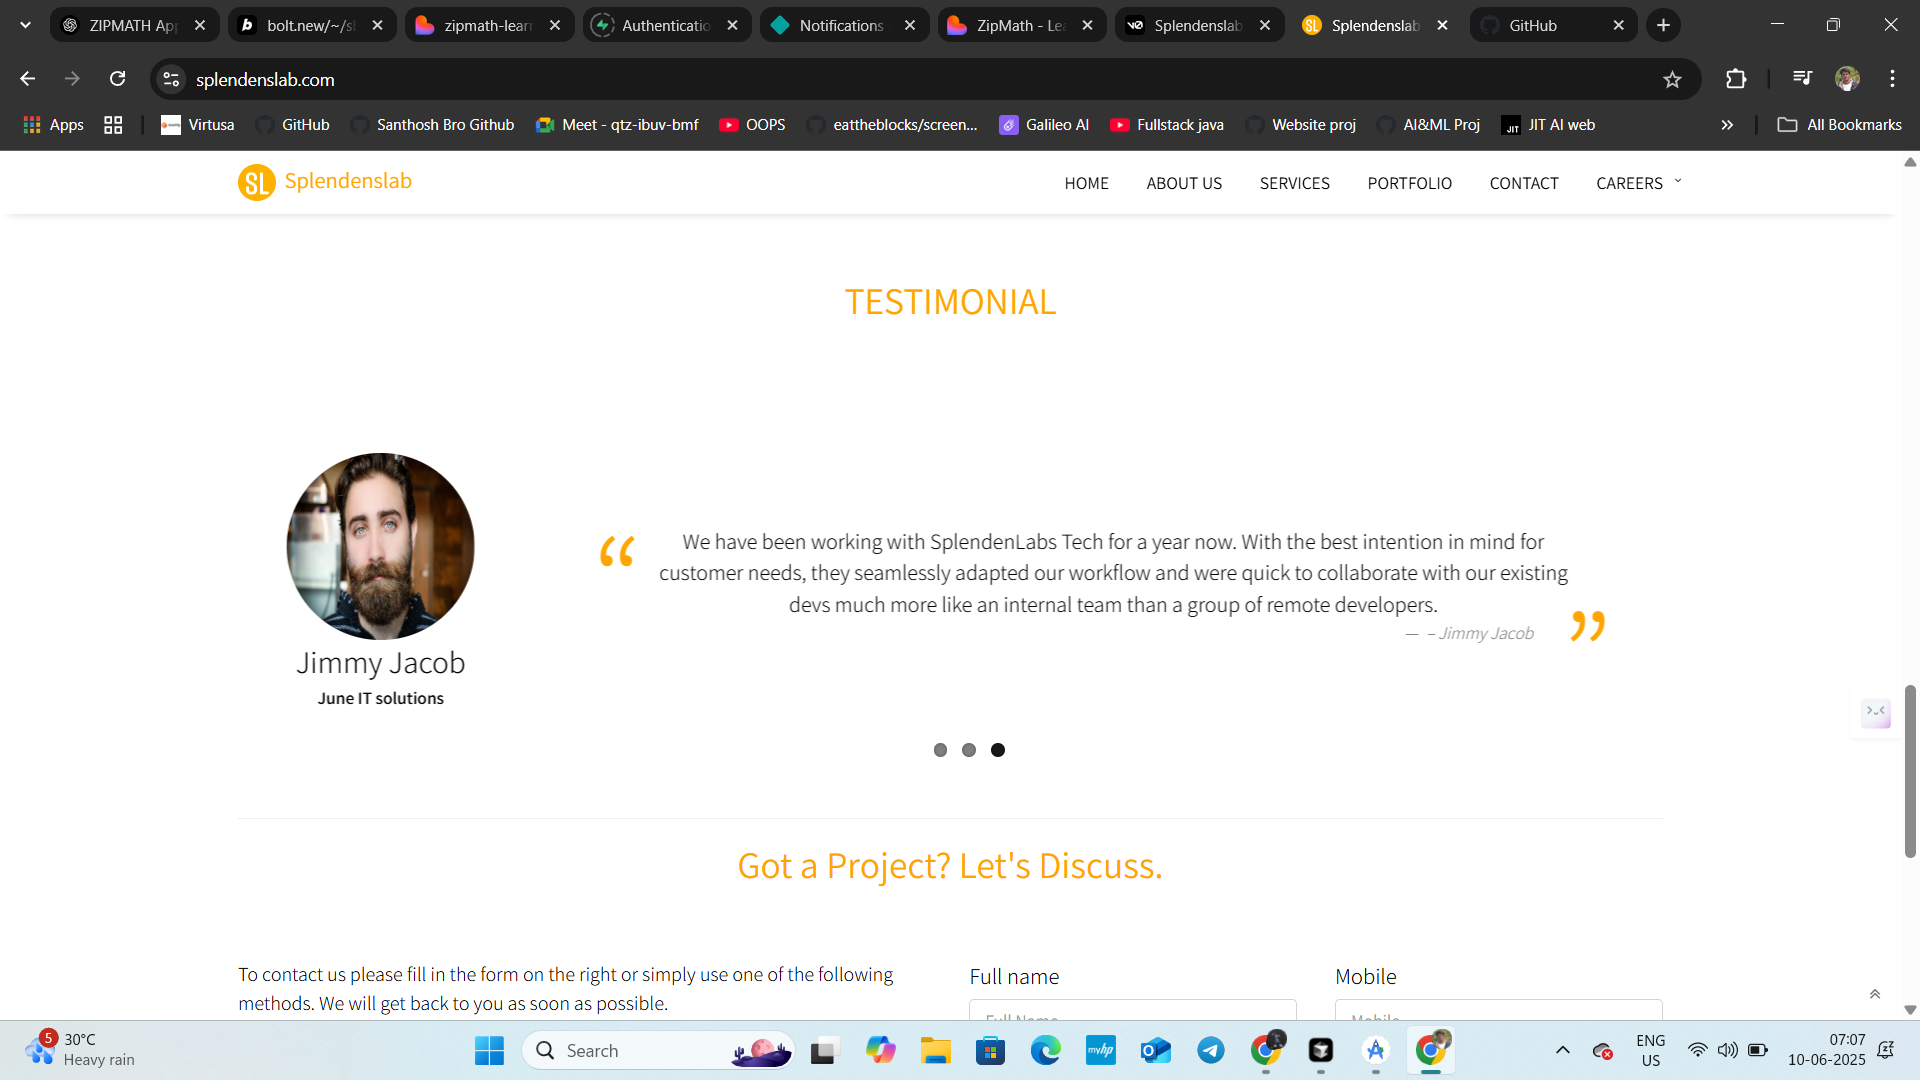 ZIPMATH Ap
bolt.new/~/s
zipmath-lear
Authenticatio
Notifications
ZipMath - Le
Splendenslab
Splendenslab
GitHub
splendenslab.com
Apps
Virtusa
GitHub
Santhosh Bro Github
Meet - qtz-ibuv-bmf
OOPS
eattheblocks/screen...
Galileo AI
Fullstack java
Website proj
AI&ML Proj
JIT
JIT AI web
All Bookmarks
SL Splendenslab
HOME
ABOUT US
SERVICES
PORTFOLIO
CONTACT
CAREERS
TESTIMONIAL
“ We have been working with SplendenLabs Tech for a year now. With the best intention in mind for
customer needs, they seamlessly adapted our workflow and were quick to collaborate with our existing
devs much more like an internal team than a group of remote developers.
— – Jimmy Jacob ”
Jimmy Jacob
June IT solutions
Got a Project? Let's Discuss.
To contact us please fill in the form on the right or simply use one of the following
methods. We will get back to you as soon as possible.
Full name
Mobile
Full Name
Mobile
5
30°C
Heavy rain
Search
myhp
ENG
US
07:07
10-06-2025